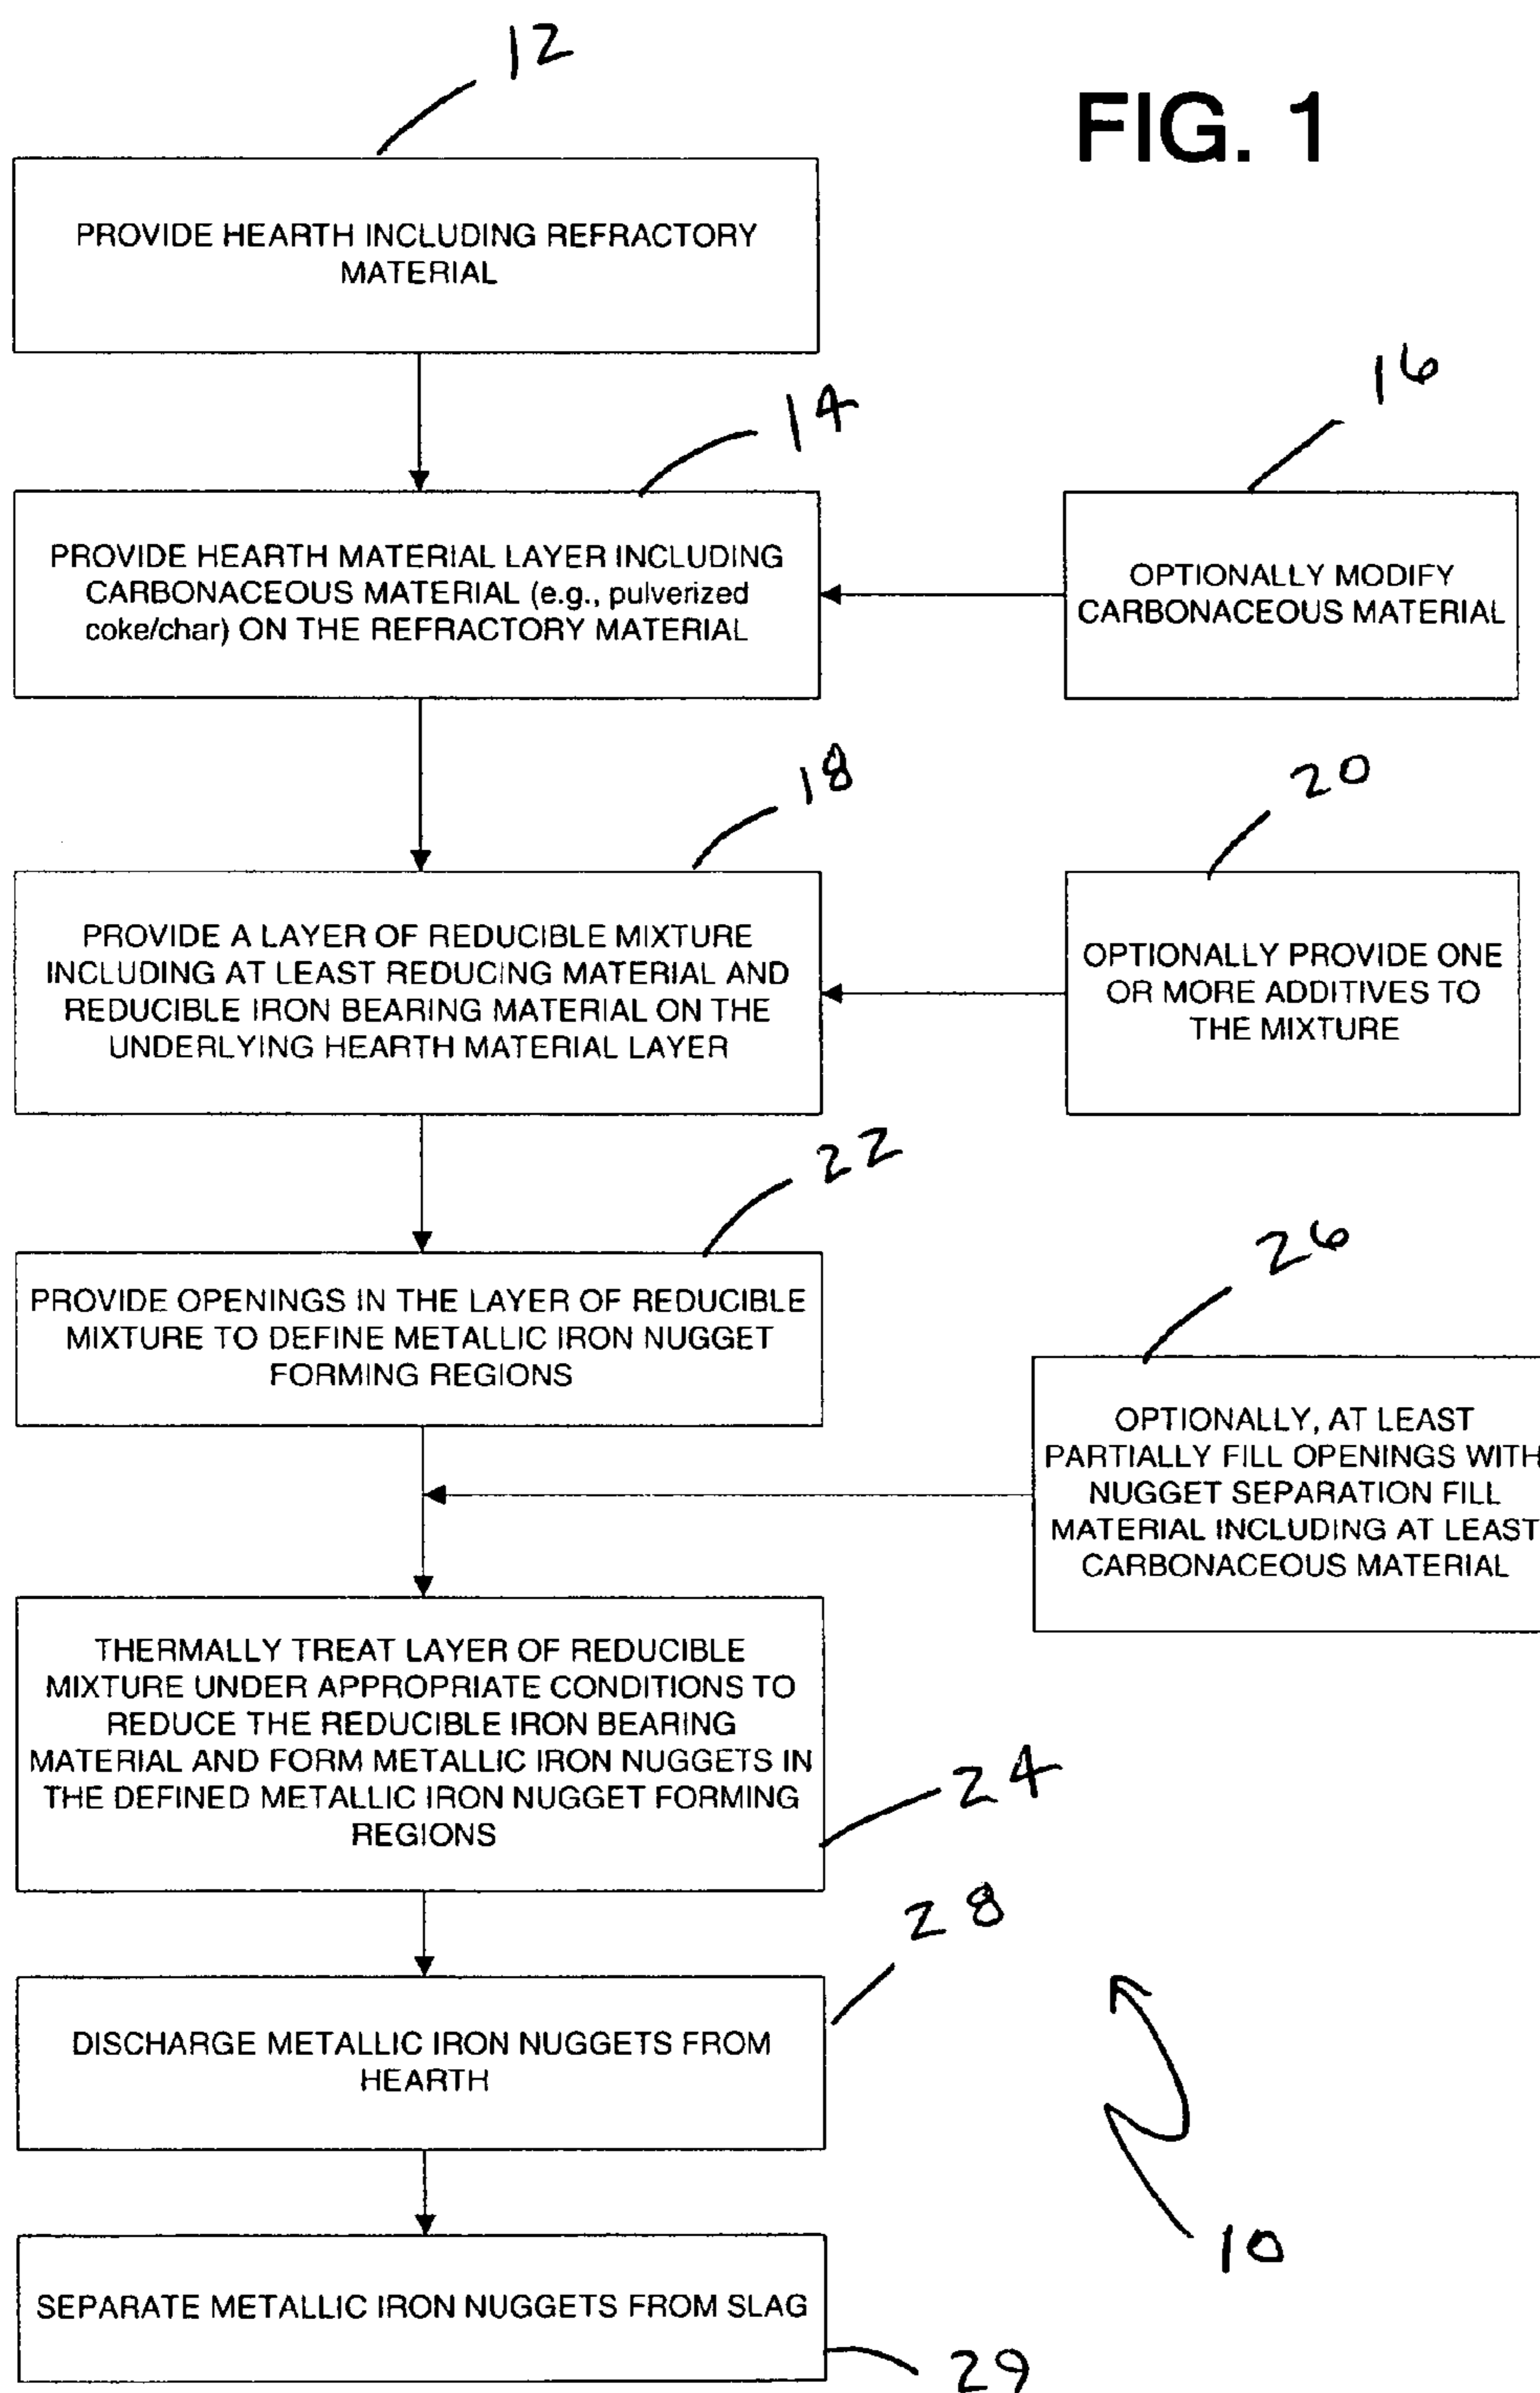 12
FIG. 1
PROVIDE HEARTH INCLUDING REFRACTORY
MATERIAL
14
16
PROVIDE HEARTH MATERIAL LAYER INCLUDING
CARBONACEOUS MATERIAL (e.g., pulverized
coke/char) ON THE REFRACTORY MATERIAL
OPTIONALLY MODIFY
CARBONACEOUS MATERIAL
18
20
PROVIDE A LAYER OF REDUCIBLE MIXTURE
INCLUDING AT LEAST REDUCING MATERIAL AND
REDUCIBLE IRON BEARING MATERIAL ON THE
UNDERLYING HEARTH MATERIAL LAYER
OPTIONALLY PROVIDE ONE
OR MORE ADDITIVES TO
THE MIXTURE
22
26
PROVIDE OPENINGS IN THE LAYER OF REDUCIBLE
MIXTURE TO DEFINE METALLIC IRON NUGGET
FORMING REGIONS
OPTIONALLY, AT LEAST
PARTIALLY FILL OPENINGS WITH
NUGGET SEPARATION FILL
MATERIAL INCLUDING AT LEAST
CARBONACEOUS MATERIAL
THERMALLY TREAT LAYER OF REDUCIBLE
MIXTURE UNDER APPROPRIATE CONDITIONS TO
REDUCE THE REDUCIBLE IRON BEARING
MATERIAL AND FORM METALLIC IRON NUGGETS IN
THE DEFINED METALLIC IRON NUGGET FORMING
REGIONS
24
28
DISCHARGE METALLIC IRON NUGGETS FROM
HEARTH
10
SEPARATE METALLIC IRON NUGGETS FROM SLAG
29